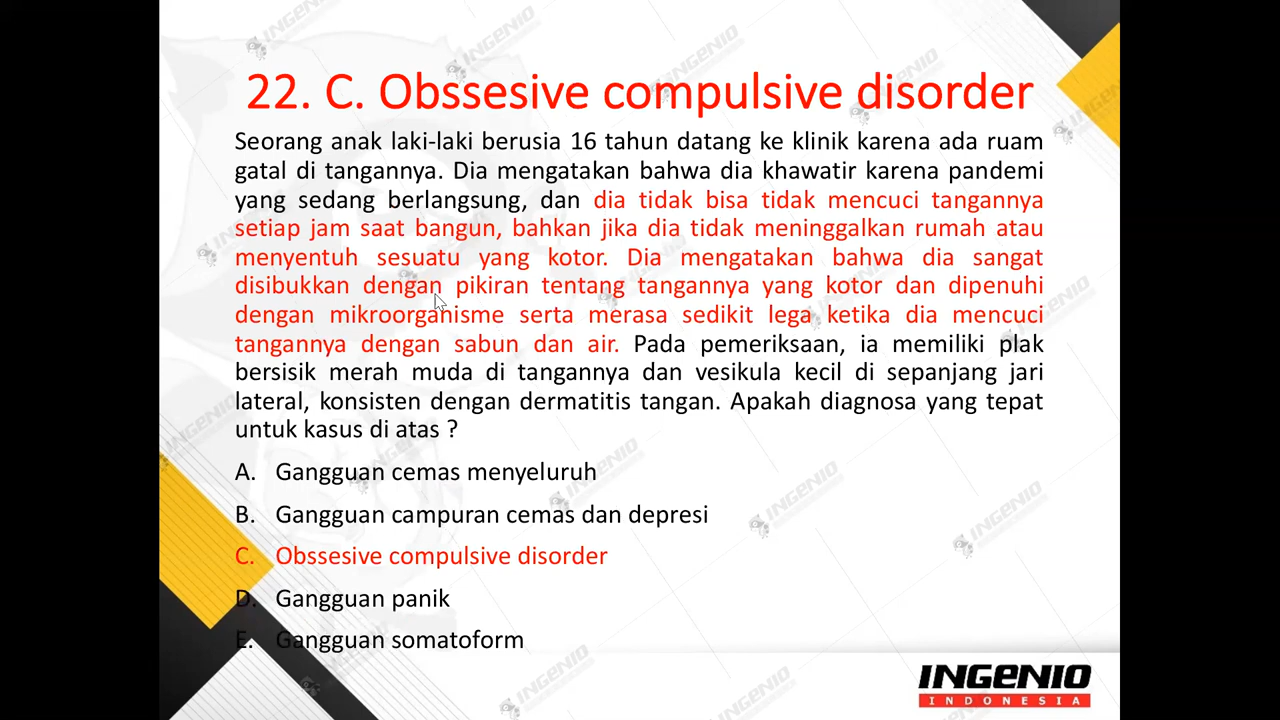 22. C. Obssesive compulsive disorder
Seorang anak laki-laki berusia 16 tahun datang ke klinik karena ada ruam
gatal di tangannya. Dia mengatakan bahwa dia khawatir karena pandemi
yang sedang berlangsung, dan dia tidak bisa tidak mencuci tangannya
setiap jam saat bangun, bahkan jika dia tidak meninggalkan rumah atau
menyentuh sesuatu yang kotor. Dia mengatakan bahwa dia sangat
disibukkan dengan pikiran tentang tangannya yang kotor dan dipenuhi
dengan mikroorganisme serta merasa sedikit lega ketika dia mencuci
tangannya dengan sabun dan air. Pada pemeriksaan, ia memiliki plak
bersisik merah muda di tangannya dan vesikula kecil di sepanjang jari
lateral, konsisten dengan dermatitis tangan. Apakah diagnosa yang tepat
untuk kasus di atas ?
A. Gangguan cemas menyeluruh
B. Gangguan campuran cemas dan depresi
C. Obssesive compulsive disorder
D. Gangguan panik
E. Gangguan somatoform
INGENIO
INDONESIA